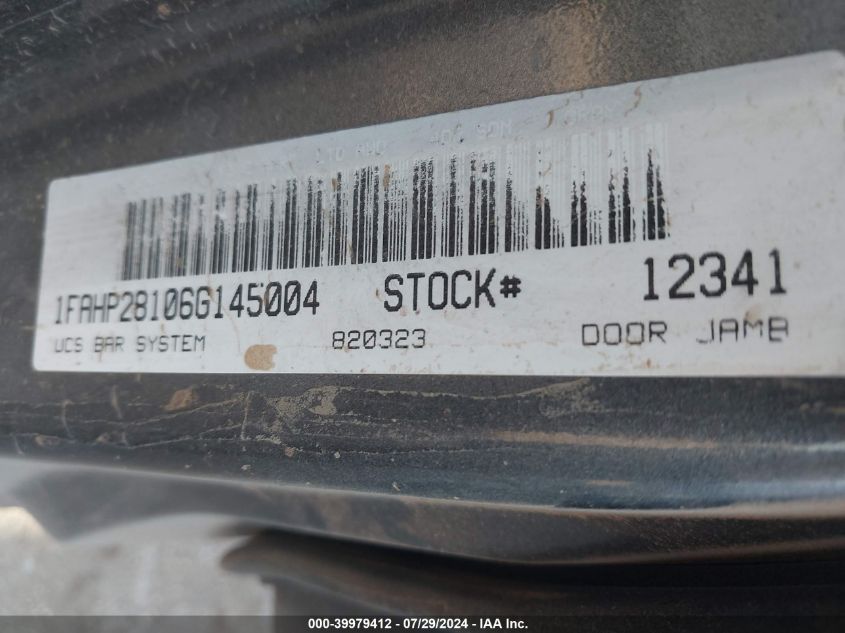 1FAHP28106G145004 STOCK# 12341
UCS BAR SYSTEM 820323 DOOR JAMB
000-39979412 / 07/29/2024 - IAA Inc.